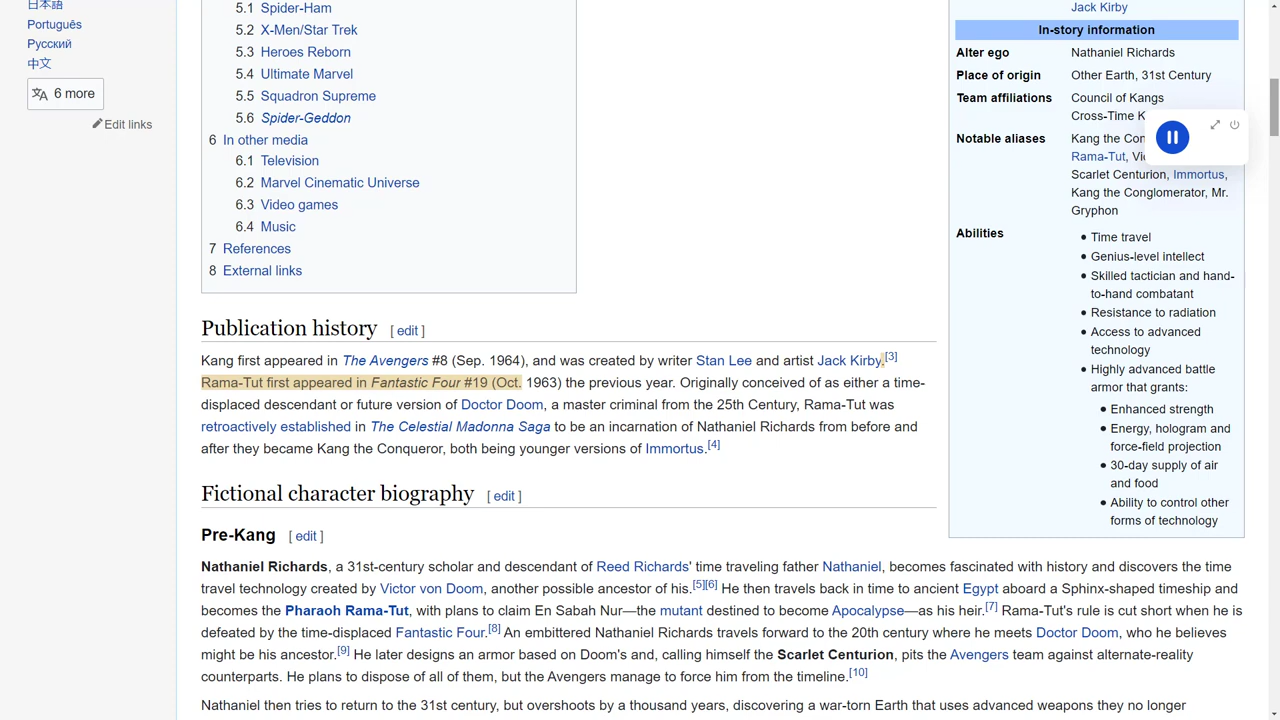 日本語
Português
Русский
中文
6 more
Edit links
5.1 Spider-Ham
5.2 X-Men/Star Trek
5.3 Heroes Reborn
5.4 Ultimate Marvel
5.5 Squadron Supreme
5.6 Spider-Geddon
6 In other media
6.1 Television
6.2 Marvel Cinematic Universe
6.3 Video games
6.4 Music
7 References
8 External links
Publication history [ edit ]
Kang first appeared in The Avengers #8 (Sep. 1964), and was created by writer Stan Lee and artist Jack Kirby.[3]
Rama-Tut first appeared in Fantastic Four #19 (Oct. 1963) the previous year. Originally conceived of as either a time-
displaced descendant or future version of Doctor Doom, a master criminal from the 25th Century, Rama-Tut was
retroactively established in The Celestial Madonna Saga to be an incarnation of Nathaniel Richards from before and
after they became Kang the Conqueror, both being younger versions of Immortus.[4]
Fictional character biography [ edit ]
Pre-Kang [ edit ]
Nathaniel Richards, a 31st-century scholar and descendant of Reed Richards' time traveling father Nathaniel, becomes fascinated with history and discovers the time
travel technology created by Victor von Doom, another possible ancestor of his.[5][6] He then travels back in time to ancient Egypt aboard a Sphinx-shaped timeship and
becomes the Pharaoh Rama-Tut, with plans to claim En Sabah Nur—the mutant destined to become Apocalypse—as his heir.[7] Rama-Tut's rule is cut short when he is
defeated by the time-displaced Fantastic Four.[8] An embittered Nathaniel Richards travels forward to the 20th century where he meets Doctor Doom, who he believes
might be his ancestor.[9] He later designs an armor based on Doom's and, calling himself the Scarlet Centurion, pits the Avengers team against alternate-reality
counterparts. He plans to dispose of all of them, but the Avengers manage to force him from the timeline.[10]
Nathaniel then tries to return to the 31st century, but overshoots by a thousand years, discovering a war-torn Earth that uses advanced weapons they no longer
Jack Kirby
In-story information
Alter ego Nathaniel Richards
Place of origin Other Earth, 31st Century
Team affiliations Council of Kangs
Cross-Time K
Notable aliases Kang the Con
Rama-Tut, Vi
Scarlet Centurion, Immortus,
Kang the Conglomerator, Mr.
Gryphon
Abilities
• Time travel
• Genius-level intellect
• Skilled tactician and hand-
to-hand combatant
• Resistance to radiation
• Access to advanced
technology
• Highly advanced battle
armor that grants:
• Enhanced strength
• Energy, hologram and
force-field projection
• 30-day supply of air
and food
• Ability to control other
forms of technology